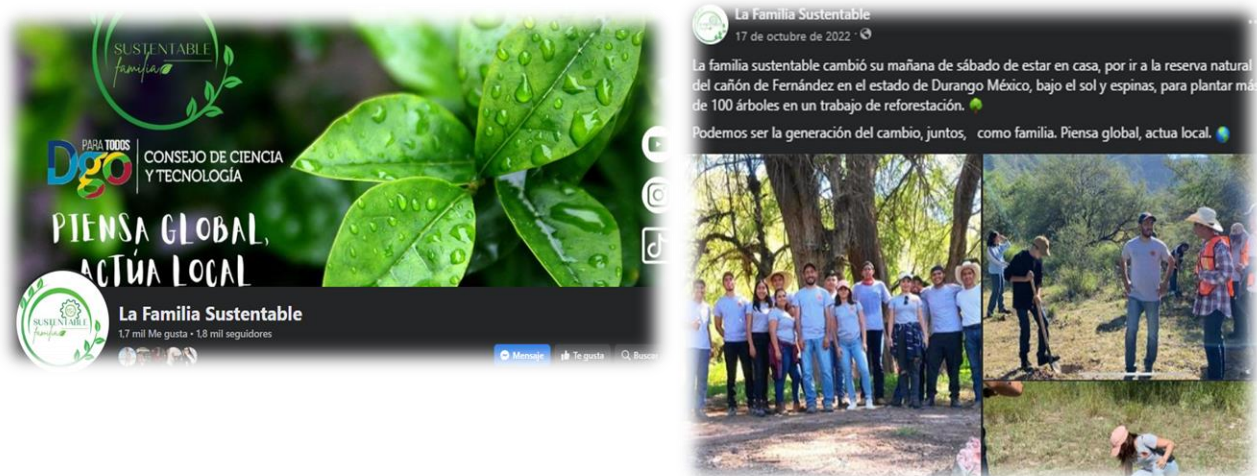 SUSTENTABLE
familia
PARA TODOS
Dgo
CONSEJO DE CIENCIA
Y TECNOLOGÍA
PIENSA GLOBAL,
ACTÚA LOCAL
SUSTENTABLE
familia
La Familia Sustentable
1,7 mil Me gusta • 1,8 mil seguidores
Mensaje
Te gusta
Buscar
La Familia Sustentable
17 de octubre de 2022 ·
La familia sustentable cambió su mañana de sábado de estar en casa, por ir a la reserva natural
del cañón de Fernández en el estado de Durango México, bajo el sol y espinas, para plantar más
de 100 árboles en un trabajo de reforestación.
Podemos ser la generación del cambio, juntos, como familia. Piensa global, actua local.